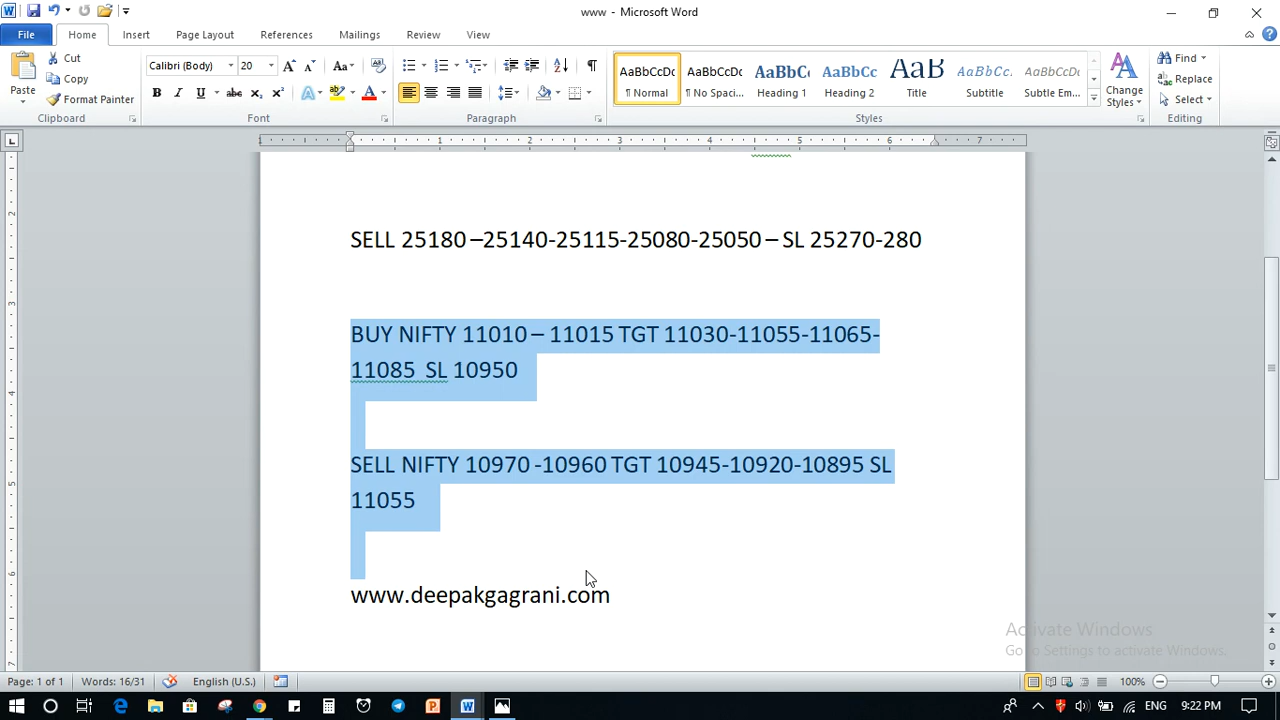 www - Microsoft Word
File Home Insert Page Layout References Mailings Review View
Cut
Copy
Format Painter
Paste
Calibri (Body) 20
AaBbCcDc AaBbCcDc AaBbCc AaBbCc AaB AaBbCcDc AaBbCcDc
¶ Normal ¶ No Spaci... Heading 1 Heading 2 Title Subtitle Subtle Em...
Change Styles
Find
Replace
Select
Clipboard Font Paragraph Styles Editing
SELL 25180 –25140-25115-25080-25050 – SL 25270-280
BUY NIFTY 11010 – 11015 TGT 11030-11055-11065-
11085 SL 10950
SELL NIFTY 10970 -10960 TGT 10945-10920-10895 SL
11055
www.deepakgagrani.com
Activate Windows
Go to Settings to activate Windows.
Page: 1 of 1 Words: 16/31 English (U.S.) 100%
ENG 9:22 PM